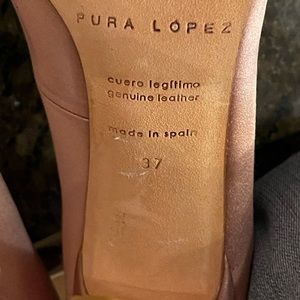 PURA LÓPEZ
cuero legítimo
genuine leather
made in spain
37